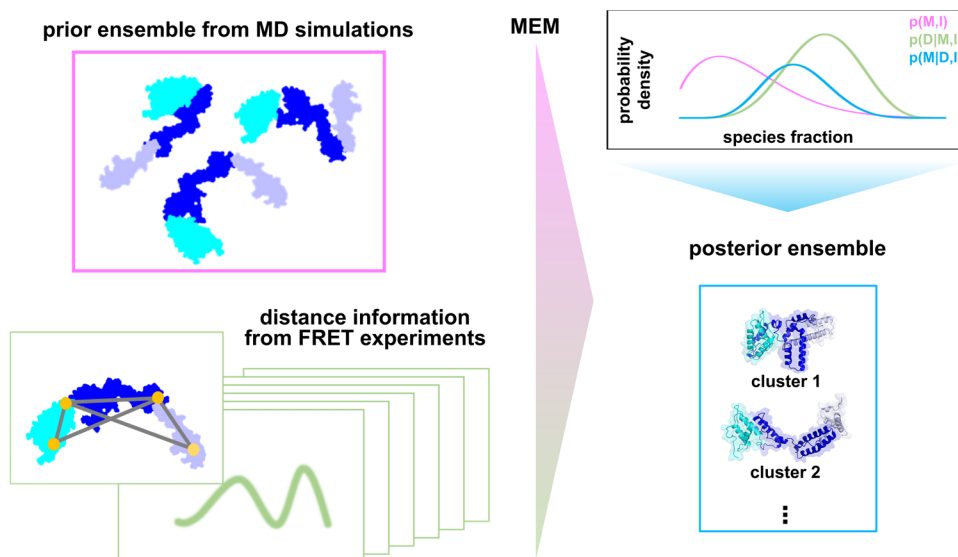 prior ensemble from MD simulations
MEM
p(M,I)
p(D|M,I
p(M|D,I
probability
density
species fraction
distance information
from FRET experiments
posterior ensemble
cluster 1
cluster 2
...